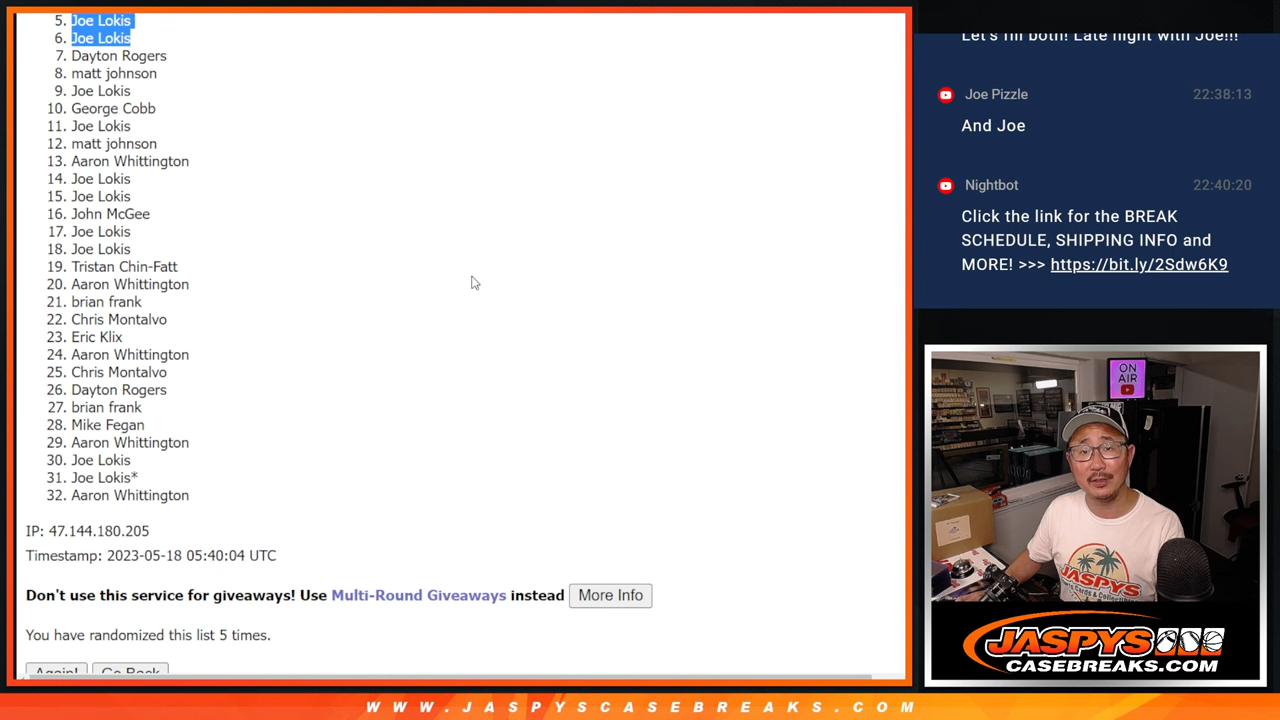 5. Joe Lokis
6. Joe Lokis
7. Dayton Rogers
8. matt johnson
9. Joe Lokis
10. George Cobb
11. Joe Lokis
12. matt johnson
13. Aaron Whittington
14. Joe Lokis
15. Joe Lokis
16. John McGee
17. Joe Lokis
18. Joe Lokis
19. Tristan Chin-Fatt
20. Aaron Whittington
21. brian frank
22. Chris Montalvo
23. Eric Klix
24. Aaron Whittington
25. Chris Montalvo
26. Dayton Rogers
27. brian frank
28. Mike Fegan
29. Aaron Whittington
30. Joe Lokis
31. Joe Lokis*
32. Aaron Whittington
IP: 47.144.180.205
Timestamp: 2023-05-18 05:40:04 UTC
Don't use this service for giveaways! Use Multi-Round Giveaways instead More Info
You have randomized this list 5 times.
Again! Go Back
Let's fill both! Late night with Joe!!!
Joe Pizzle 22:38:13
And Joe
Nightbot 22:40:20
Click the link for the BREAK
SCHEDULE, SHIPPING INFO and
MORE! >>> https://bit.ly/2Sdw6K9
ON
AIR
JASPYS
JASPYS
CASEBREAKS.COM
WWW.JASPYSCASEBREAKS.COM